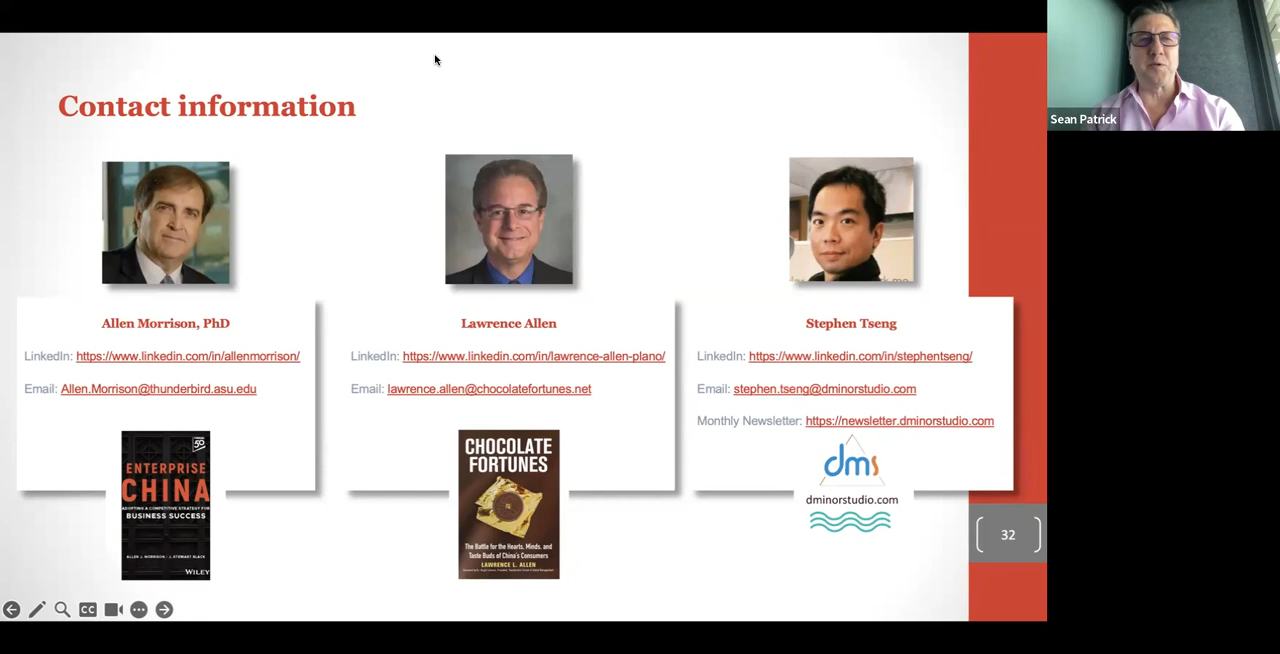 Sean Patrick
Contact information
Allen Morrison, PhD
LinkedIn: https://www.linkedin.com/in/allenmorrison/
Email: Allen.Morrison@thunderbird.asu.edu
ENTERPRISE
CHINA
ADOPTING A COMPETITIVE STRATEGY FOR
BUSINESS SUCCESS
ALLEN J. MORRISON · J. STEWART BLACK
WILEY
Lawrence Allen
LinkedIn: https://www.linkedin.com/in/lawrence-allen-plano/
Email: lawrence.allen@chocolatefortunes.net
CHOCOLATE
FORTUNES
The Battle for the Hearts, Minds, and
Taste Buds of China's Consumers
LAWRENCE L. ALLEN
Stephen Tseng
LinkedIn: https://www.linkedin.com/in/stephentseng/
Email: stephen.tseng@dminorstudio.com
Monthly Newsletter: https://newsletter.dminorstudio.com
dms
dminorstudio.com
32
CC